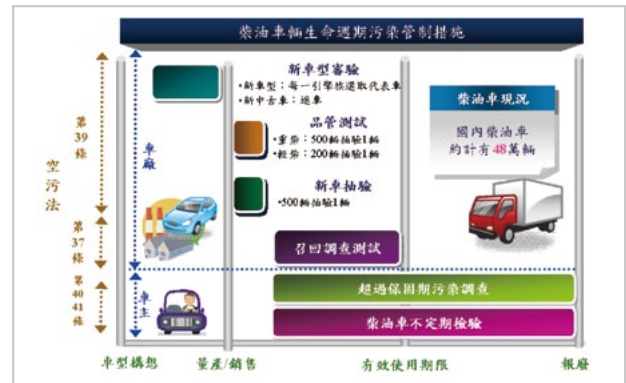 柴油車輛生命週期污染管制措施
空污法
第39條
第37條
第40 41條
車廠
車主
新車型審驗
•新車型：每一引擎族選取代表車
•新中古車：逐車
品管測試
•重柴：500輛抽驗1輛
•輕柴：200輛抽驗1輛
新車抽驗
•500輛抽驗1輛
柴油車現況
國內柴油車
約計有48萬輛
召回調查測試
超過保固期污染調查
柴油車不定期檢驗
車型構想
量產/銷售
有效使用期限
報廢